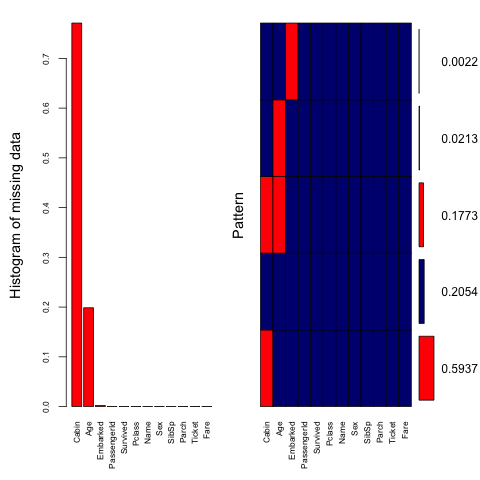 Histogram of missing data
0.7
0.6
0.5
0.4
0.3
0.2
0.1
0.0
Cabin
Age
Embarked
PassengerId
Survived
Pclass
Name
Sex
SibSp
Parch
Ticket
Fare
Pattern
0.0022
0.0213
0.1773
0.2054
0.5937
Cabin
Age
Embarked
PassengerId
Survived
Pclass
Name
Sex
SibSp
Parch
Ticket
Fare